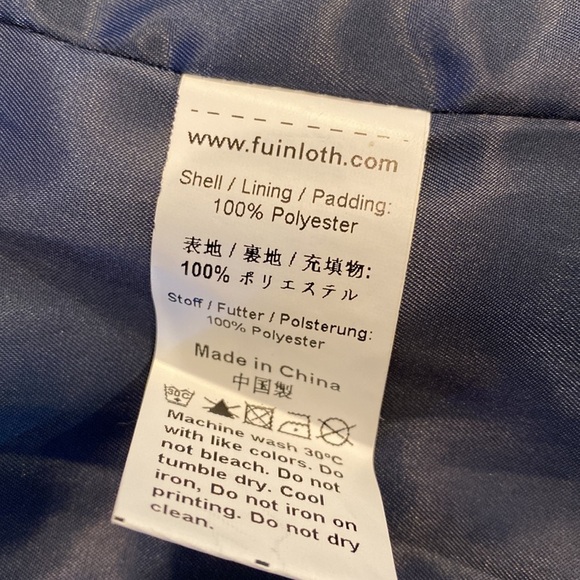 www.fuinloth.com
Shell / Lining / Padding:
100% Polyester
表地 / 裏地 / 充填物:
100% ポリエステル
Stoff / Futter / Polsterung:
100% Polyester
Made in China
中国製
30°C
Machine wash 30ºC
with like colors. Do
not bleach. Do not
tumble dry. Cool
iron, Do not iron on
printing. Do not dry
clean.